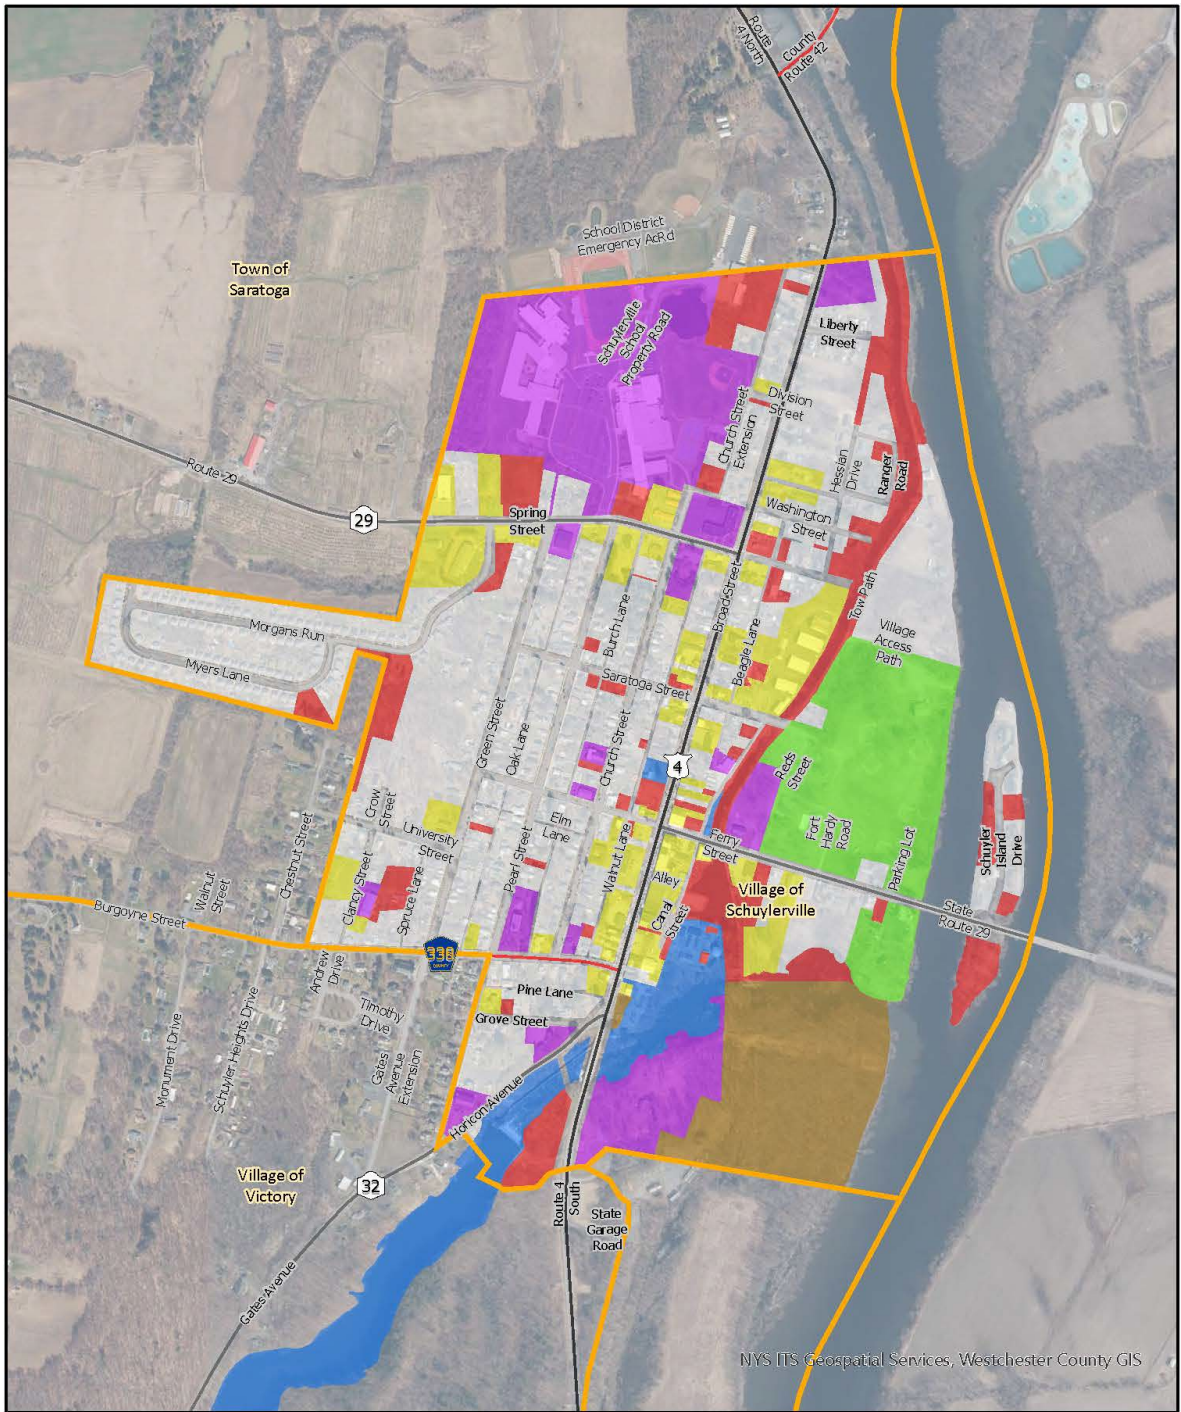 Route
4 North
County
Route 42
School District
Emergency AcRd
Town of
Saratoga
Schuylerville
School
Property Road
Liberty
Street
Division
Street
Church Street
Extension
Hessian
Drive
Ranger
Road
Route 29
29
Spring
Street
Washington
Street
Broad Street
Tow Path
Burch Lane
Beagle Lane
Village
Access
Path
Morgans Run
Myers Lane
Saratoga Street
Green Street
Oak Lane
Church Street
4
Reds
Street
Crow
Street
University
Street
Elm
Lane
Fort
Hardy
Road
Schuyler
Island
Drive
Chestnut Street
Walnut
Street
Pearl Street
Walnut Lane
Ferry
Street
Parking Lot
Clancy Street
Spruce Lane
Alley
Canal
Street
Village of
Schuylerville
State
Route 29
Burgoyne Street
338
COUNTY
Andrew
Drive
Pine Lane
Timothy
Drive
Grove Street
Monument Drive
Schuyler Heights Drive
Gates
Avenue
Extension
Horicon Avenue
Village of
Victory
32
Route 4
South
State
Garage
Road
Gates Avenue
NYS ITS Geospatial Services, Westchester County GIS